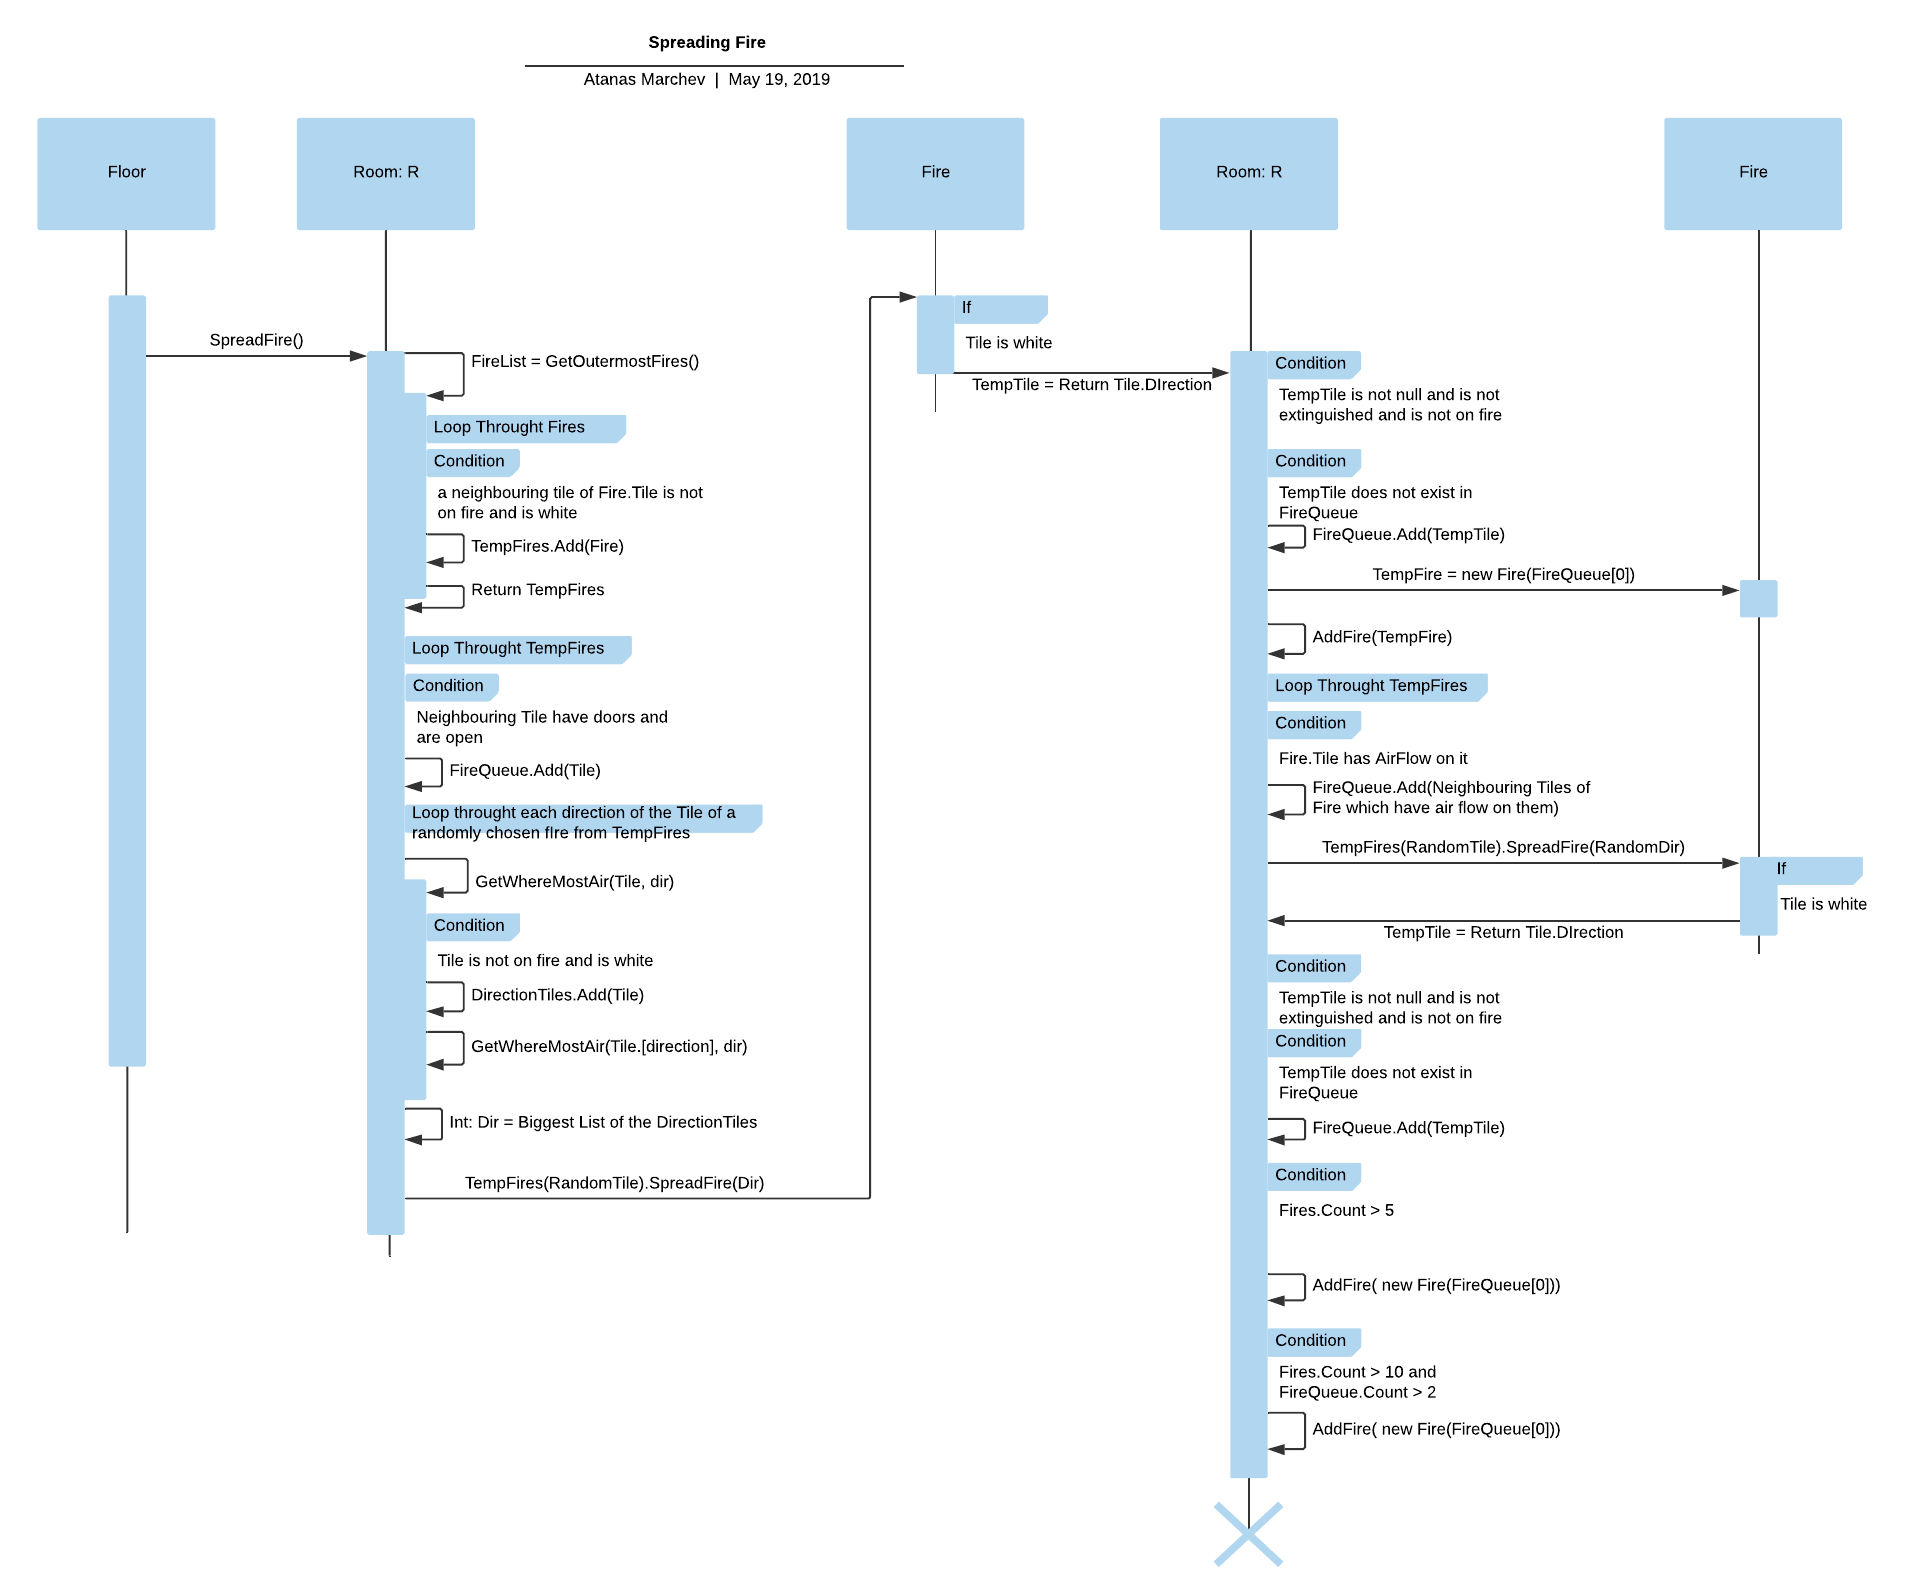 Spreading Fire
Atanas Marchev | May 19, 2019
Floor
Room: R
Fire
Room: R
Fire
SpreadFire()
FireList = GetOutermostFires()
Loop Throught Fires
Condition
a neighbouring tile of Fire.Tile is not
on fire and is white
TempFires.Add(Fire)
Return TempFires
Loop Throught TempFires
Condition
Neighbouring Tile have doors and
are open
FireQueue.Add(Tile)
Loop throught each direction of the Tile of a
randomly chosen fIre from TempFires
GetWhereMostAir(Tile, dir)
Condition
Tile is not on fire and is white
DirectionTiles.Add(Tile)
GetWhereMostAir(Tile.[direction], dir)
Int: Dir = Biggest List of the DirectionTiles
TempFires(RandomTile).SpreadFire(Dir)
If
Tile is white
TempTile = Return Tile.DIrection
Condition
TempTile is not null and is not
extinguished and is not on fire
Condition
TempTile does not exist in
FireQueue
FireQueue.Add(TempTile)
TempFire = new Fire(FireQueue[0])
AddFire(TempFire)
Loop Throught TempFires
Condition
Fire.Tile has AirFlow on it
FireQueue.Add(Neighbouring Tiles of
Fire which have air flow on them)
TempFires(RandomTile).SpreadFire(RandomDir)
If
Tile is white
TempTile = Return Tile.DIrection
Condition
TempTile is not null and is not
extinguished and is not on fire
Condition
TempTile does not exist in
FireQueue
FireQueue.Add(TempTile)
Condition
Fires.Count > 5
AddFire( new Fire(FireQueue[0]))
Condition
Fires.Count > 10 and
FireQueue.Count > 2
AddFire( new Fire(FireQueue[0]))